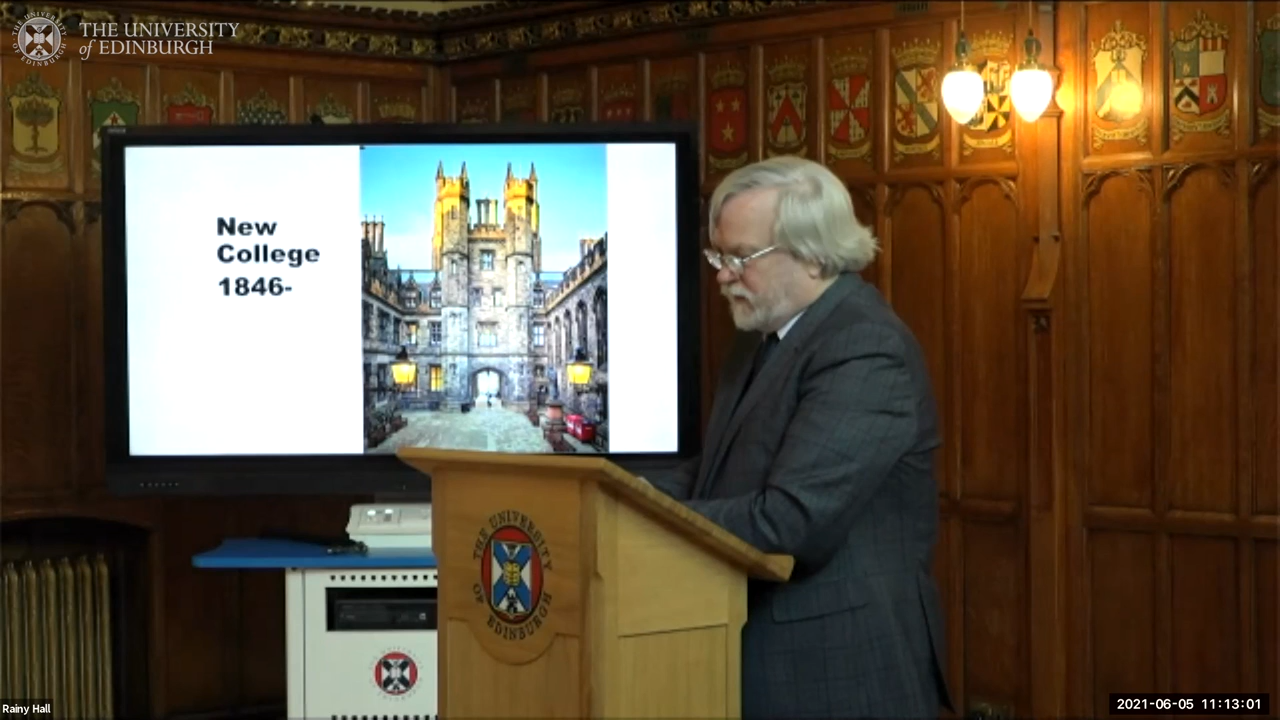 THE UNIVERSITY
of EDINBURGH
New
College
1846-
THE UNIVERSITY
OF EDINBURGH
Rainy Hall
2021-06-05 11:13:01